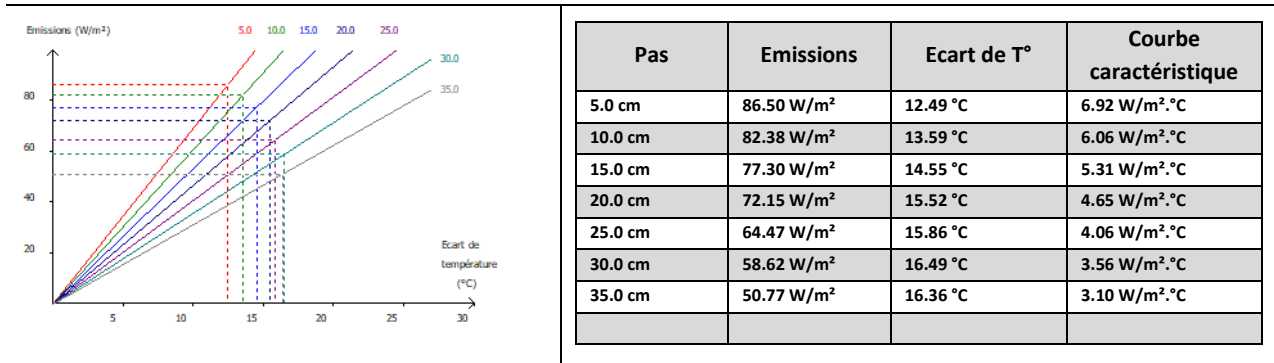 Emissions (W/m²) 5.0 10.0 15.0 20.0 25.0
30.0
35.0
80
60
40
20
Ecart de
température
(°C)
5 10 15 20 25 30
Pas Emissions Ecart de T° Courbe
caractéristique
5.0 cm 86.50 W/m² 12.49 °C 6.92 W/m².°C
10.0 cm 82.38 W/m² 13.59 °C 6.06 W/m².°C
15.0 cm 77.30 W/m² 14.55 °C 5.31 W/m².°C
20.0 cm 72.15 W/m² 15.52 °C 4.65 W/m².°C
25.0 cm 64.47 W/m² 15.86 °C 4.06 W/m².°C
30.0 cm 58.62 W/m² 16.49 °C 3.56 W/m².°C
35.0 cm 50.77 W/m² 16.36 °C 3.10 W/m².°C